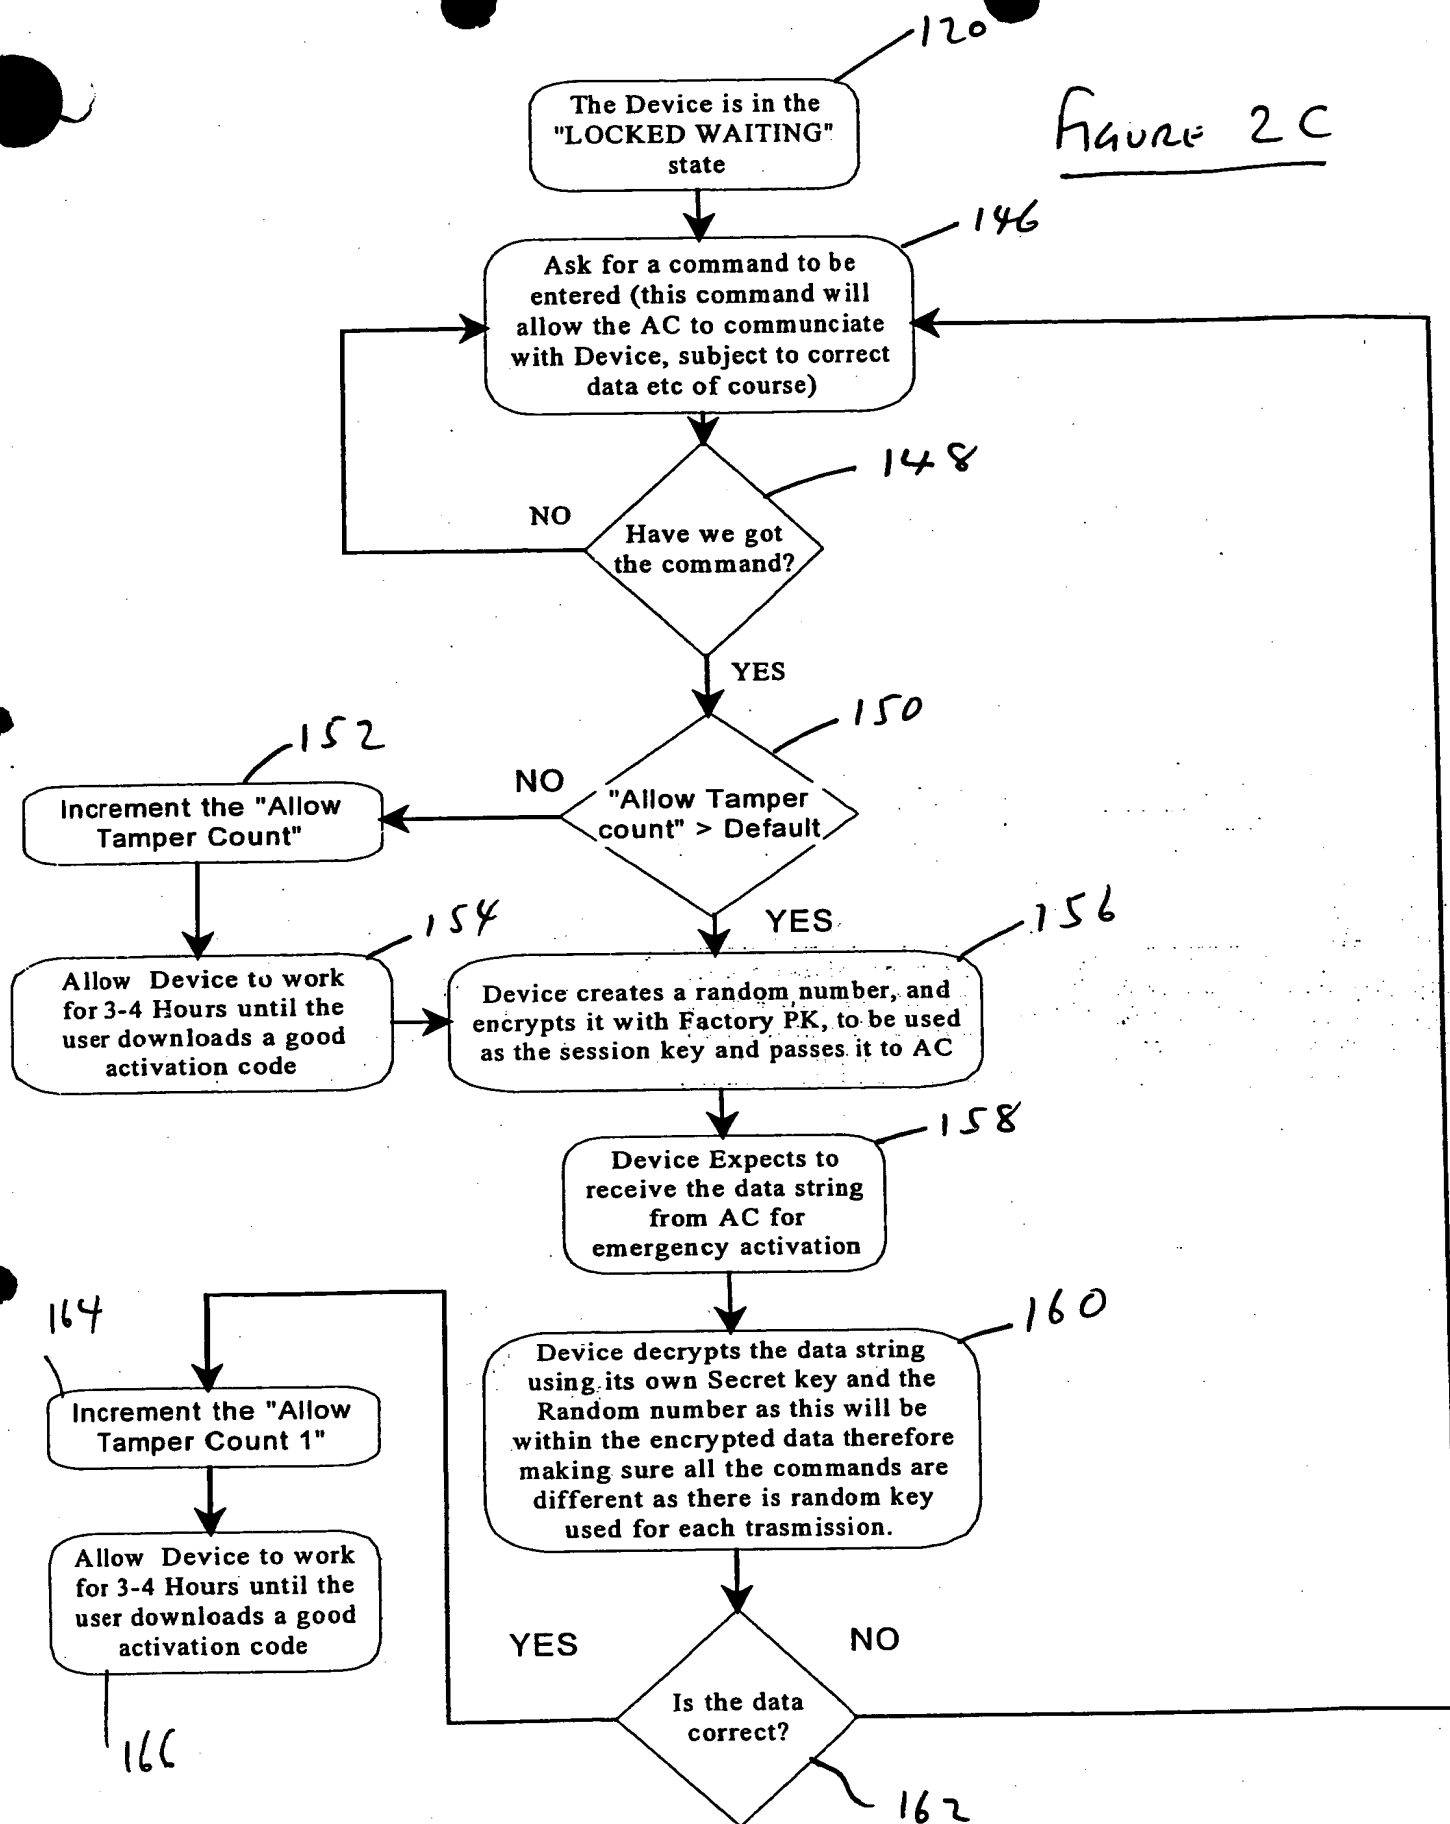 120
Figure 2C
The Device is in the
"LOCKED WAITING"
state
146
Ask for a command to be
entered (this command will
allow the AC to communciate
with Device, subject to correct
data etc of course)
148
NO
Have we got
the command?
YES
150
152
NO
"Allow Tamper
count" > Default
Increment the "Allow
Tamper Count"
YES
156
154
Allow Device to work
for 3-4 Hours until the
user downloads a good
activation code
Device creates a random number, and
encrypts it with Factory PK, to be used
as the session key and passes it to AC
158
Device Expects to
receive the data string
from AC for
emergency activation
164
160
Increment the "Allow
Tamper Count 1"
Device decrypts the data string
using its own Secret key and the
Random number as this will be
within the encrypted data therefore
making sure all the commands are
different as there is random key
used for each trasmission.
Allow Device to work
for 3-4 Hours until the
user downloads a good
activation code
166
YES
NO
Is the data
correct?
162